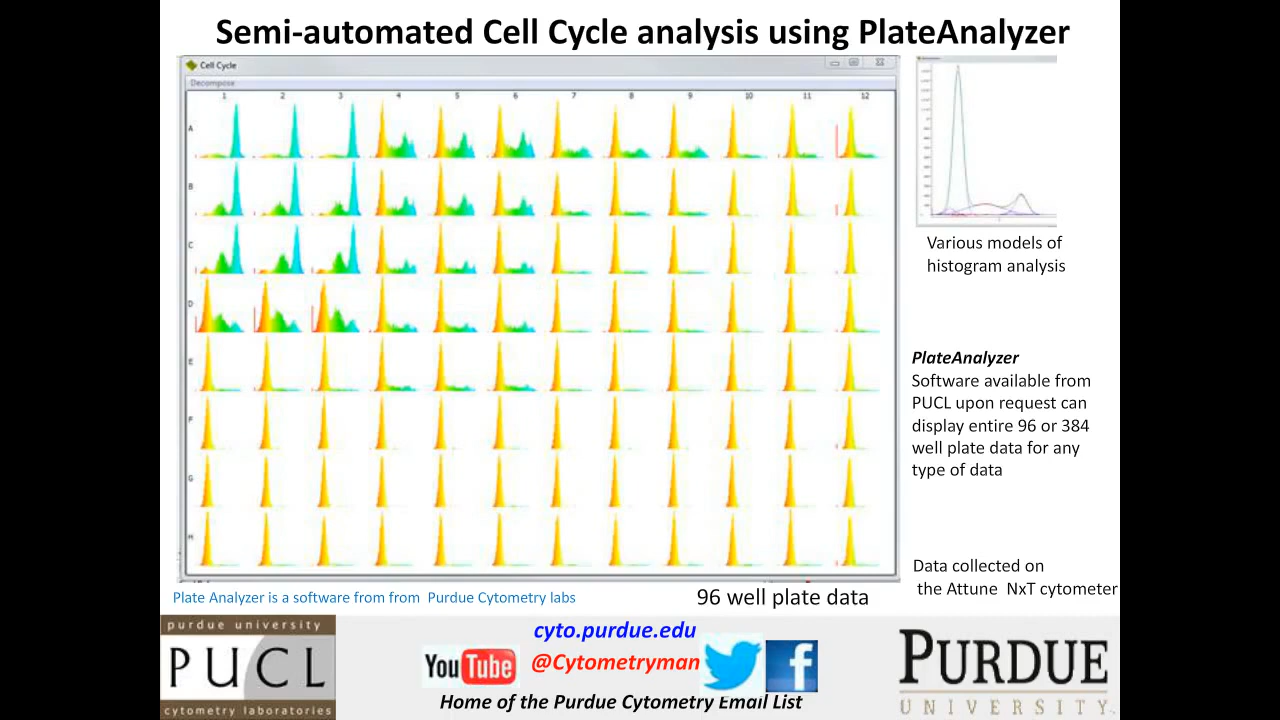 Semi-automated Cell Cycle analysis using PlateAnalyzer
Cell Cycle
Decompose
1 2 3 4 5 6 7 8 9 10 11 12
A
B
C
D
E
F
G
H
Various models of
histogram analysis
PlateAnalyzer
Software available from
PUCL upon request can
display entire 96 or 384
well plate data for any
type of data
Data collected on
the Attune NxT cytometer
Plate Analyzer is a software from from Purdue Cytometry labs
96 well plate data
purdue university
PUCL
cytometry laboratories
cyto.purdue.edu
YouTube
@Cytometryman
f
Home of the Purdue Cytometry Email List
PURDUE
UNIVERSITY